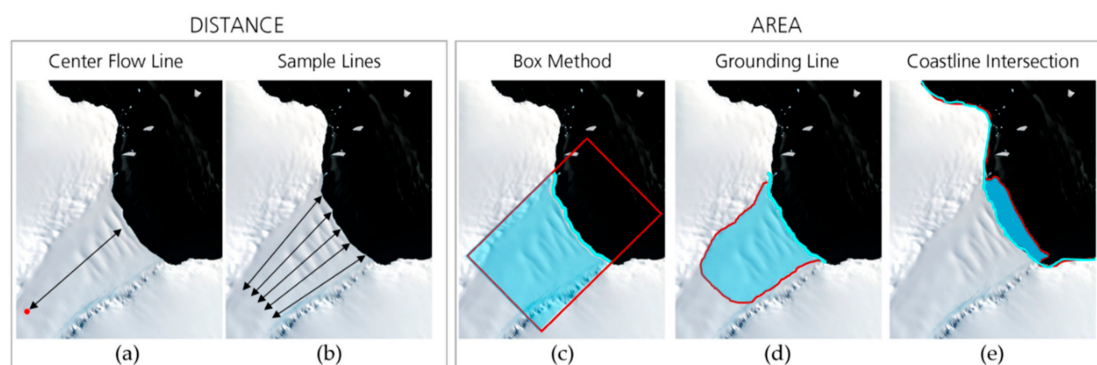 DISTANCE
AREA
Center Flow Line
Sample Lines
Box Method
Grounding Line
Coastline Intersection
(a)
(b)
(c)
(d)
(e)